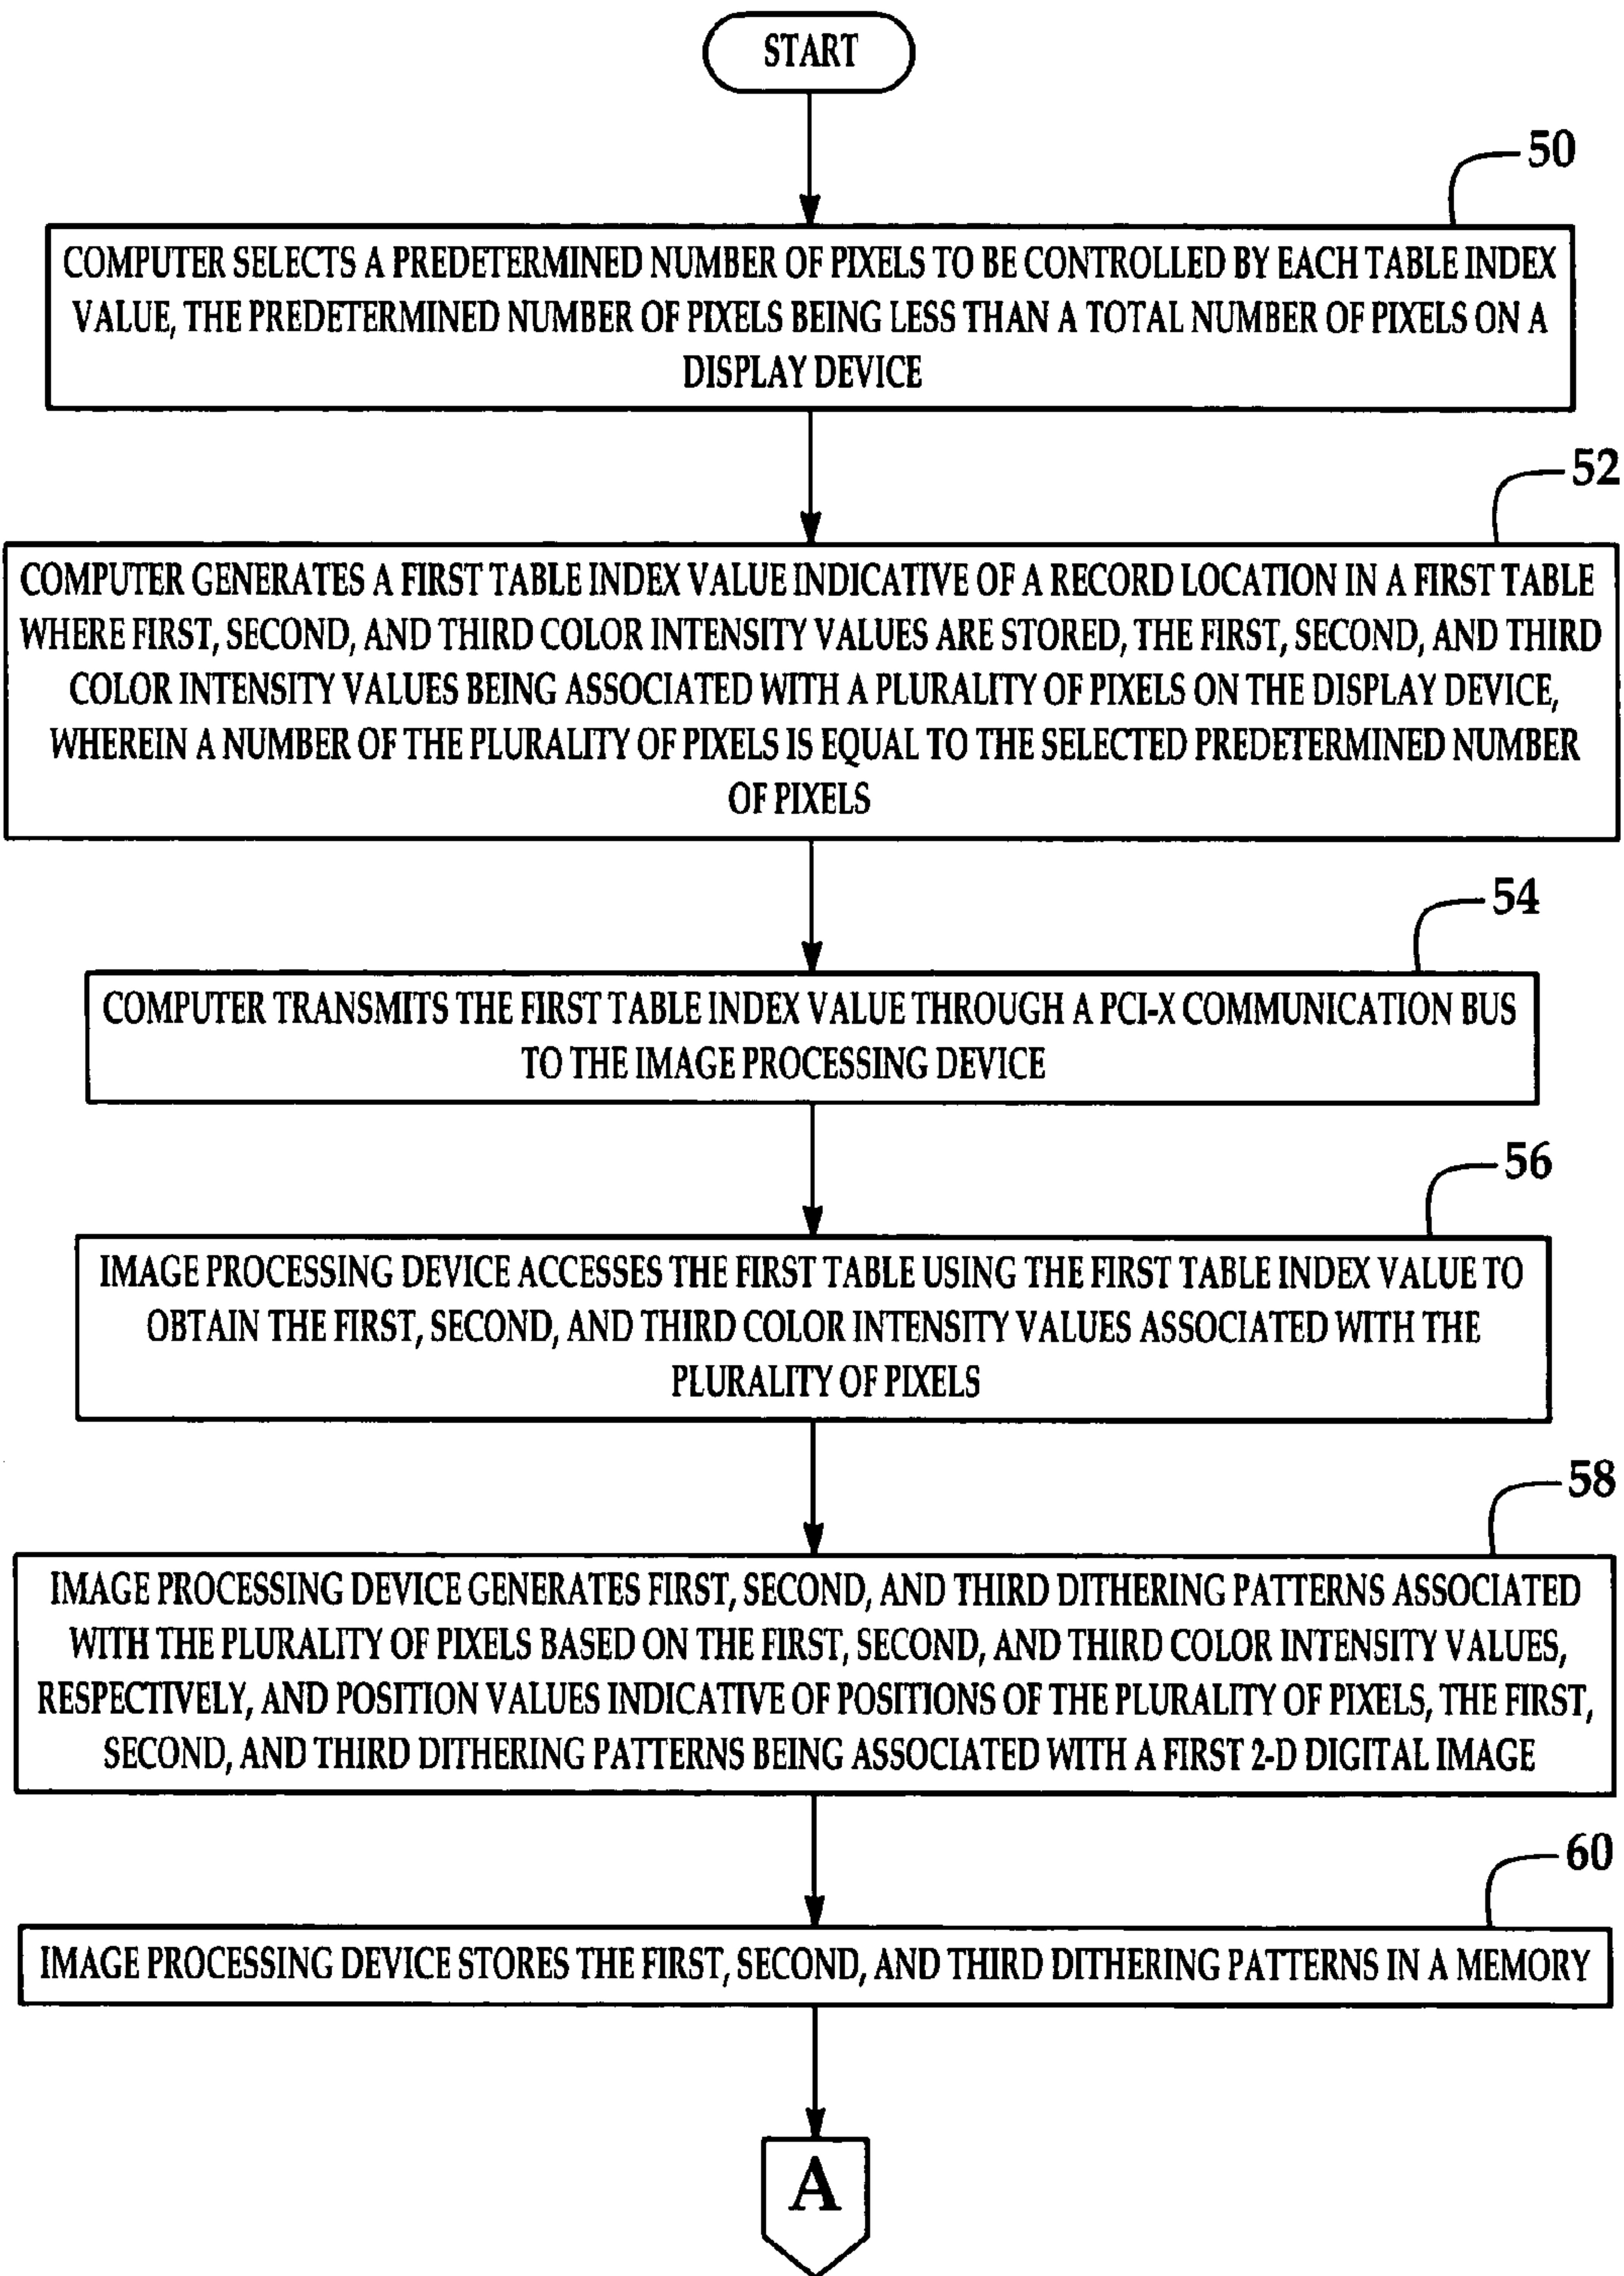 START
50
COMPUTER SELECTS A PREDETERMINED NUMBER OF PIXELS TO BE CONTROLLED BY EACH TABLE INDEX
VALUE, THE PREDETERMINED NUMBER OF PIXELS BEING LESS THAN A TOTAL NUMBER OF PIXELS ON A
DISPLAY DEVICE
52
COMPUTER GENERATES A FIRST TABLE INDEX VALUE INDICATIVE OF A RECORD LOCATION IN A FIRST TABLE
WHERE FIRST, SECOND, AND THIRD COLOR INTENSITY VALUES ARE STORED, THE FIRST, SECOND, AND THIRD
COLOR INTENSITY VALUES BEING ASSOCIATED WITH A PLURALITY OF PIXELS ON THE DISPLAY DEVICE,
WHEREIN A NUMBER OF THE PLURALITY OF PIXELS IS EQUAL TO THE SELECTED PREDETERMINED NUMBER
OF PIXELS
54
COMPUTER TRANSMITS THE FIRST TABLE INDEX VALUE THROUGH A PCI-X COMMUNICATION BUS
TO THE IMAGE PROCESSING DEVICE
56
IMAGE PROCESSING DEVICE ACCESSES THE FIRST TABLE USING THE FIRST TABLE INDEX VALUE TO
OBTAIN THE FIRST, SECOND, AND THIRD COLOR INTENSITY VALUES ASSOCIATED WITH THE
PLURALITY OF PIXELS
58
IMAGE PROCESSING DEVICE GENERATES FIRST, SECOND, AND THIRD DITHERING PATTERNS ASSOCIATED
WITH THE PLURALITY OF PIXELS BASED ON THE FIRST, SECOND, AND THIRD COLOR INTENSITY VALUES,
RESPECTIVELY, AND POSITION VALUES INDICATIVE OF POSITIONS OF THE PLURALITY OF PIXELS, THE FIRST,
SECOND, AND THIRD DITHERING PATTERNS BEING ASSOCIATED WITH A FIRST 2-D DIGITAL IMAGE
60
IMAGE PROCESSING DEVICE STORES THE FIRST, SECOND, AND THIRD DITHERING PATTERNS IN A MEMORY
A